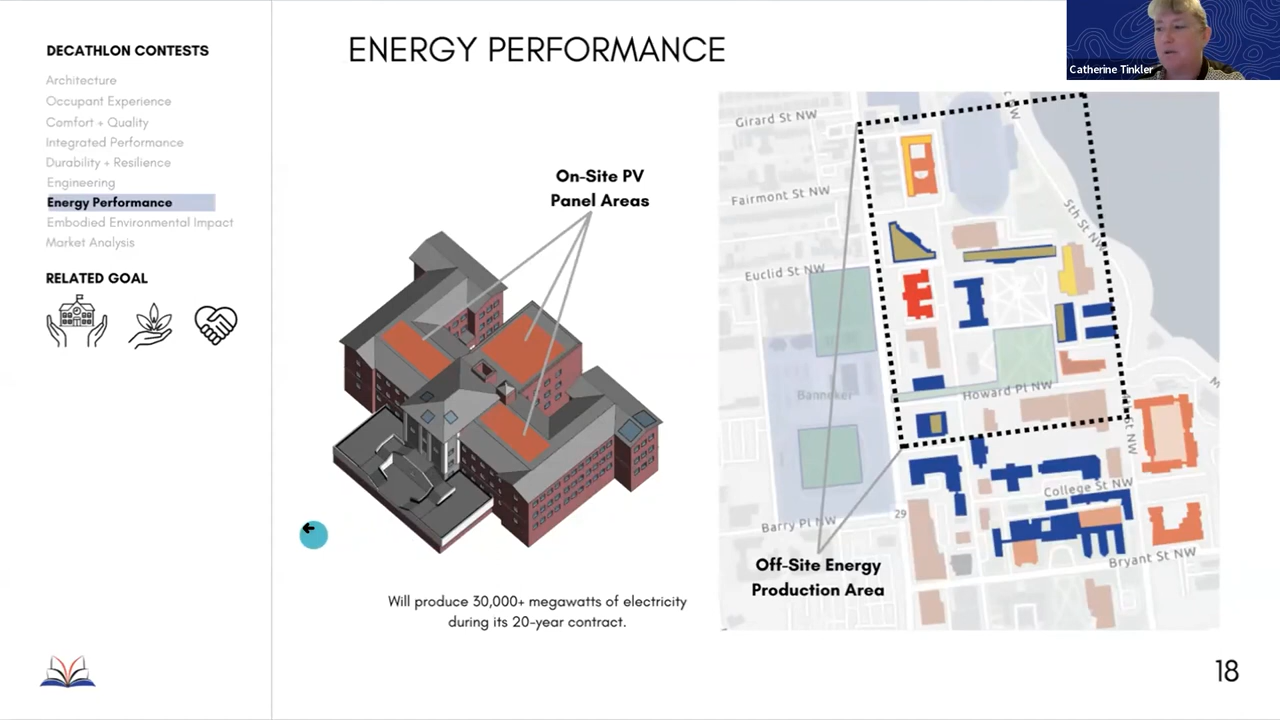 DECATHLON CONTESTS
Architecture
Occupant Experience
Comfort + Quality
Integrated Performance
Durability + Resilience
Engineering
Energy Performance
Embodied Environmental Impact
Market Analysis
RELATED GOAL
ENERGY PERFORMANCE
Catherine Tinkler
On-Site PV
Panel Areas
Will produce 30,000+ megawatts of electricity
during its 20-year contract.
Girard St NW
Fairmont St NW
5th St NW
Euclid St NW
Banneker
Howard Pl NW
College St NW
29
Barry Pl NW
Bryant St NW
Off-Site Energy
Production Area
18